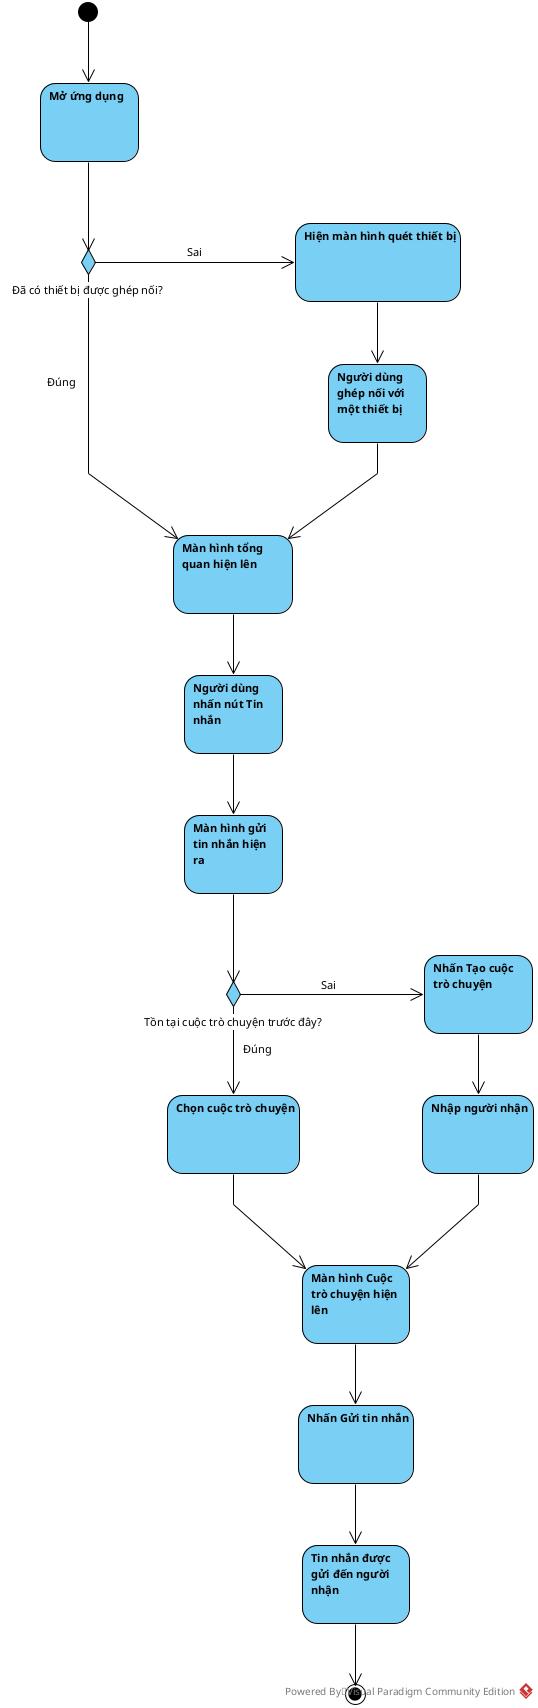 Mở ứng dụng
Hiện màn hình quét thiết bị
Sai
Đã có thiết bị được ghép nối?
Đúng
Người dùng
ghép nối với
một thiết bị
Màn hình tổng
quan hiện lên
Người dùng
nhấn nút Tin
nhắn
Màn hình gửi
tin nhắn hiện
ra
Nhấn Tạo cuộc
trò chuyện
Sai
Tồn tại cuộc trò chuyện trước đây?
Đúng
Chọn cuộc trò chuyện
Nhập người nhận
Màn hình Cuộc
trò chuyện hiện
lên
Nhấn Gửi tin nhắn
Tin nhắn được
gửi đến người
nhận
Powered By Visual Paradigm Community Edition